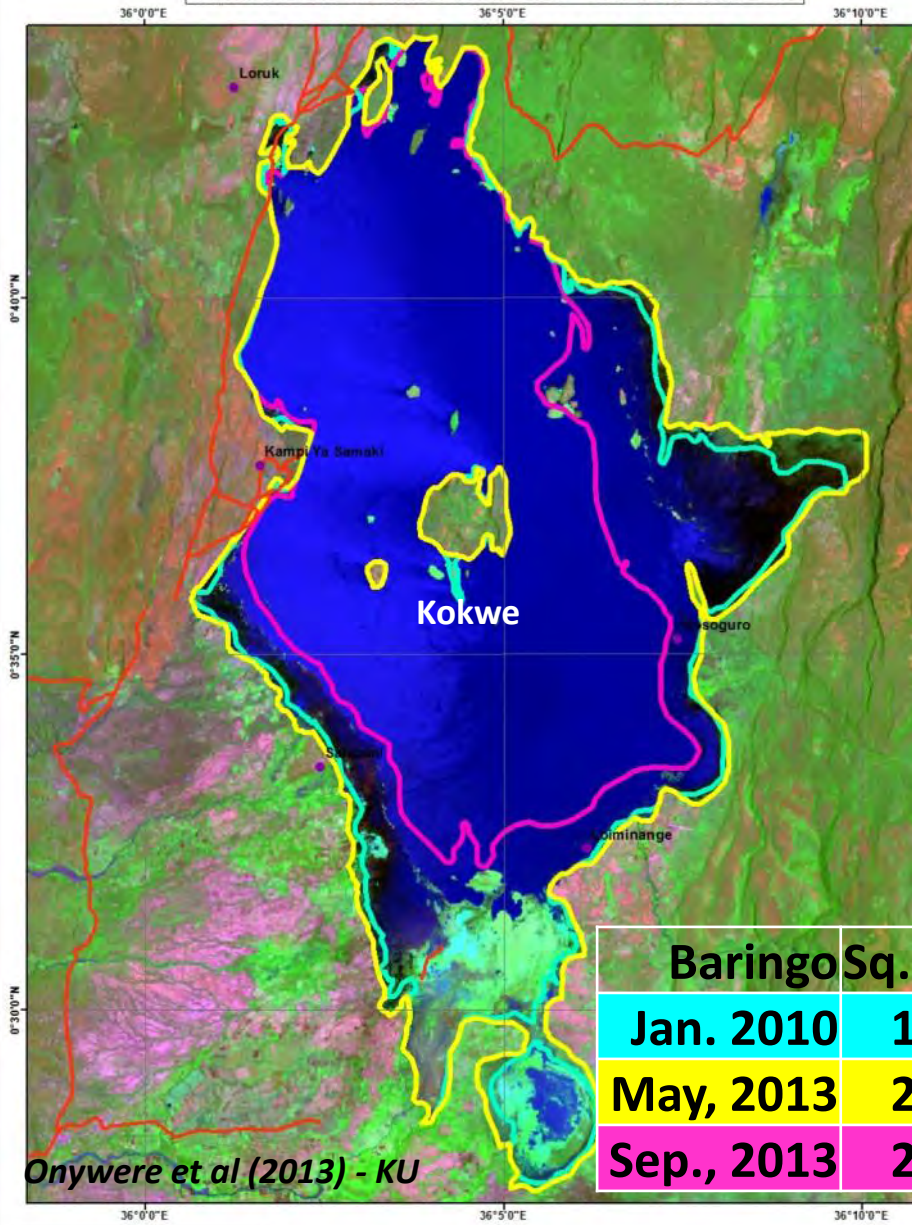 36°0'0"E 36°5'0"E 36°10'0"E
Loruk
0°40'0"N
Kampi Ya Samaki
Kokwe
0°35'0"N
Loiminange
0°30'0"N
Baringo Sq.
Jan. 2010 1
May, 2013 2
Sep., 2013 2
Onywere et al (2013) - KU
36°0'0"E 36°5'0"E 36°10'0"E